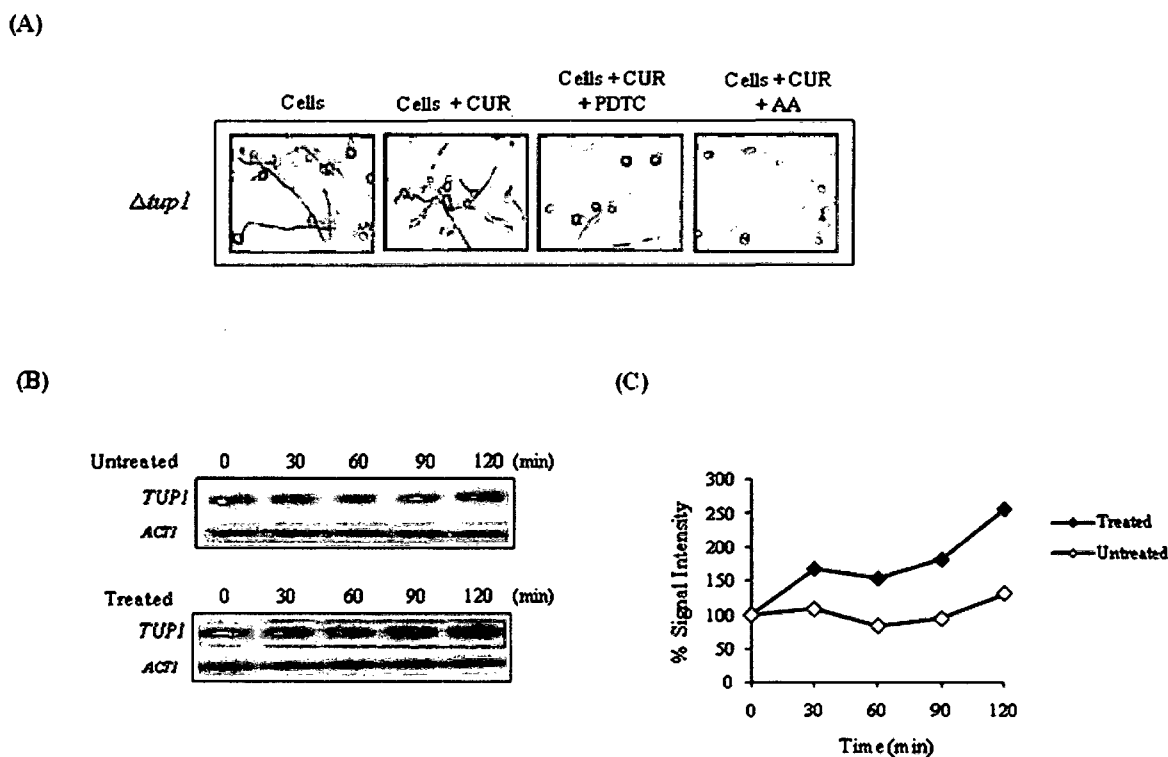 (A)
Cells
Cells + CUR
Cells + CUR
+ PDTC
Cells + CUR
+ AA
Δtup1
(B)
Untreated 0 30 60 90 120 (min)
TUP1
ACT1
Treated 0 30 60 90 120 (min)
TUP1
ACT1
(C)
% Signal Intensity
300
250
200
150
100
50
0
0 30 60 90 120
Time (min)
Treated
Untreated